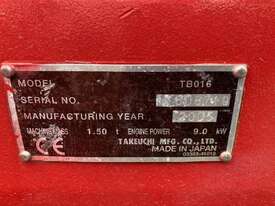 MODEL TB016
SERIAL NO.
MANUFACTURING YEAR
MACHINE MASS 1.50 t ENGINE POWER 9.0 kW
CE TAKEUCHI MFG. CO., LTD.
MADE IN JAPAN